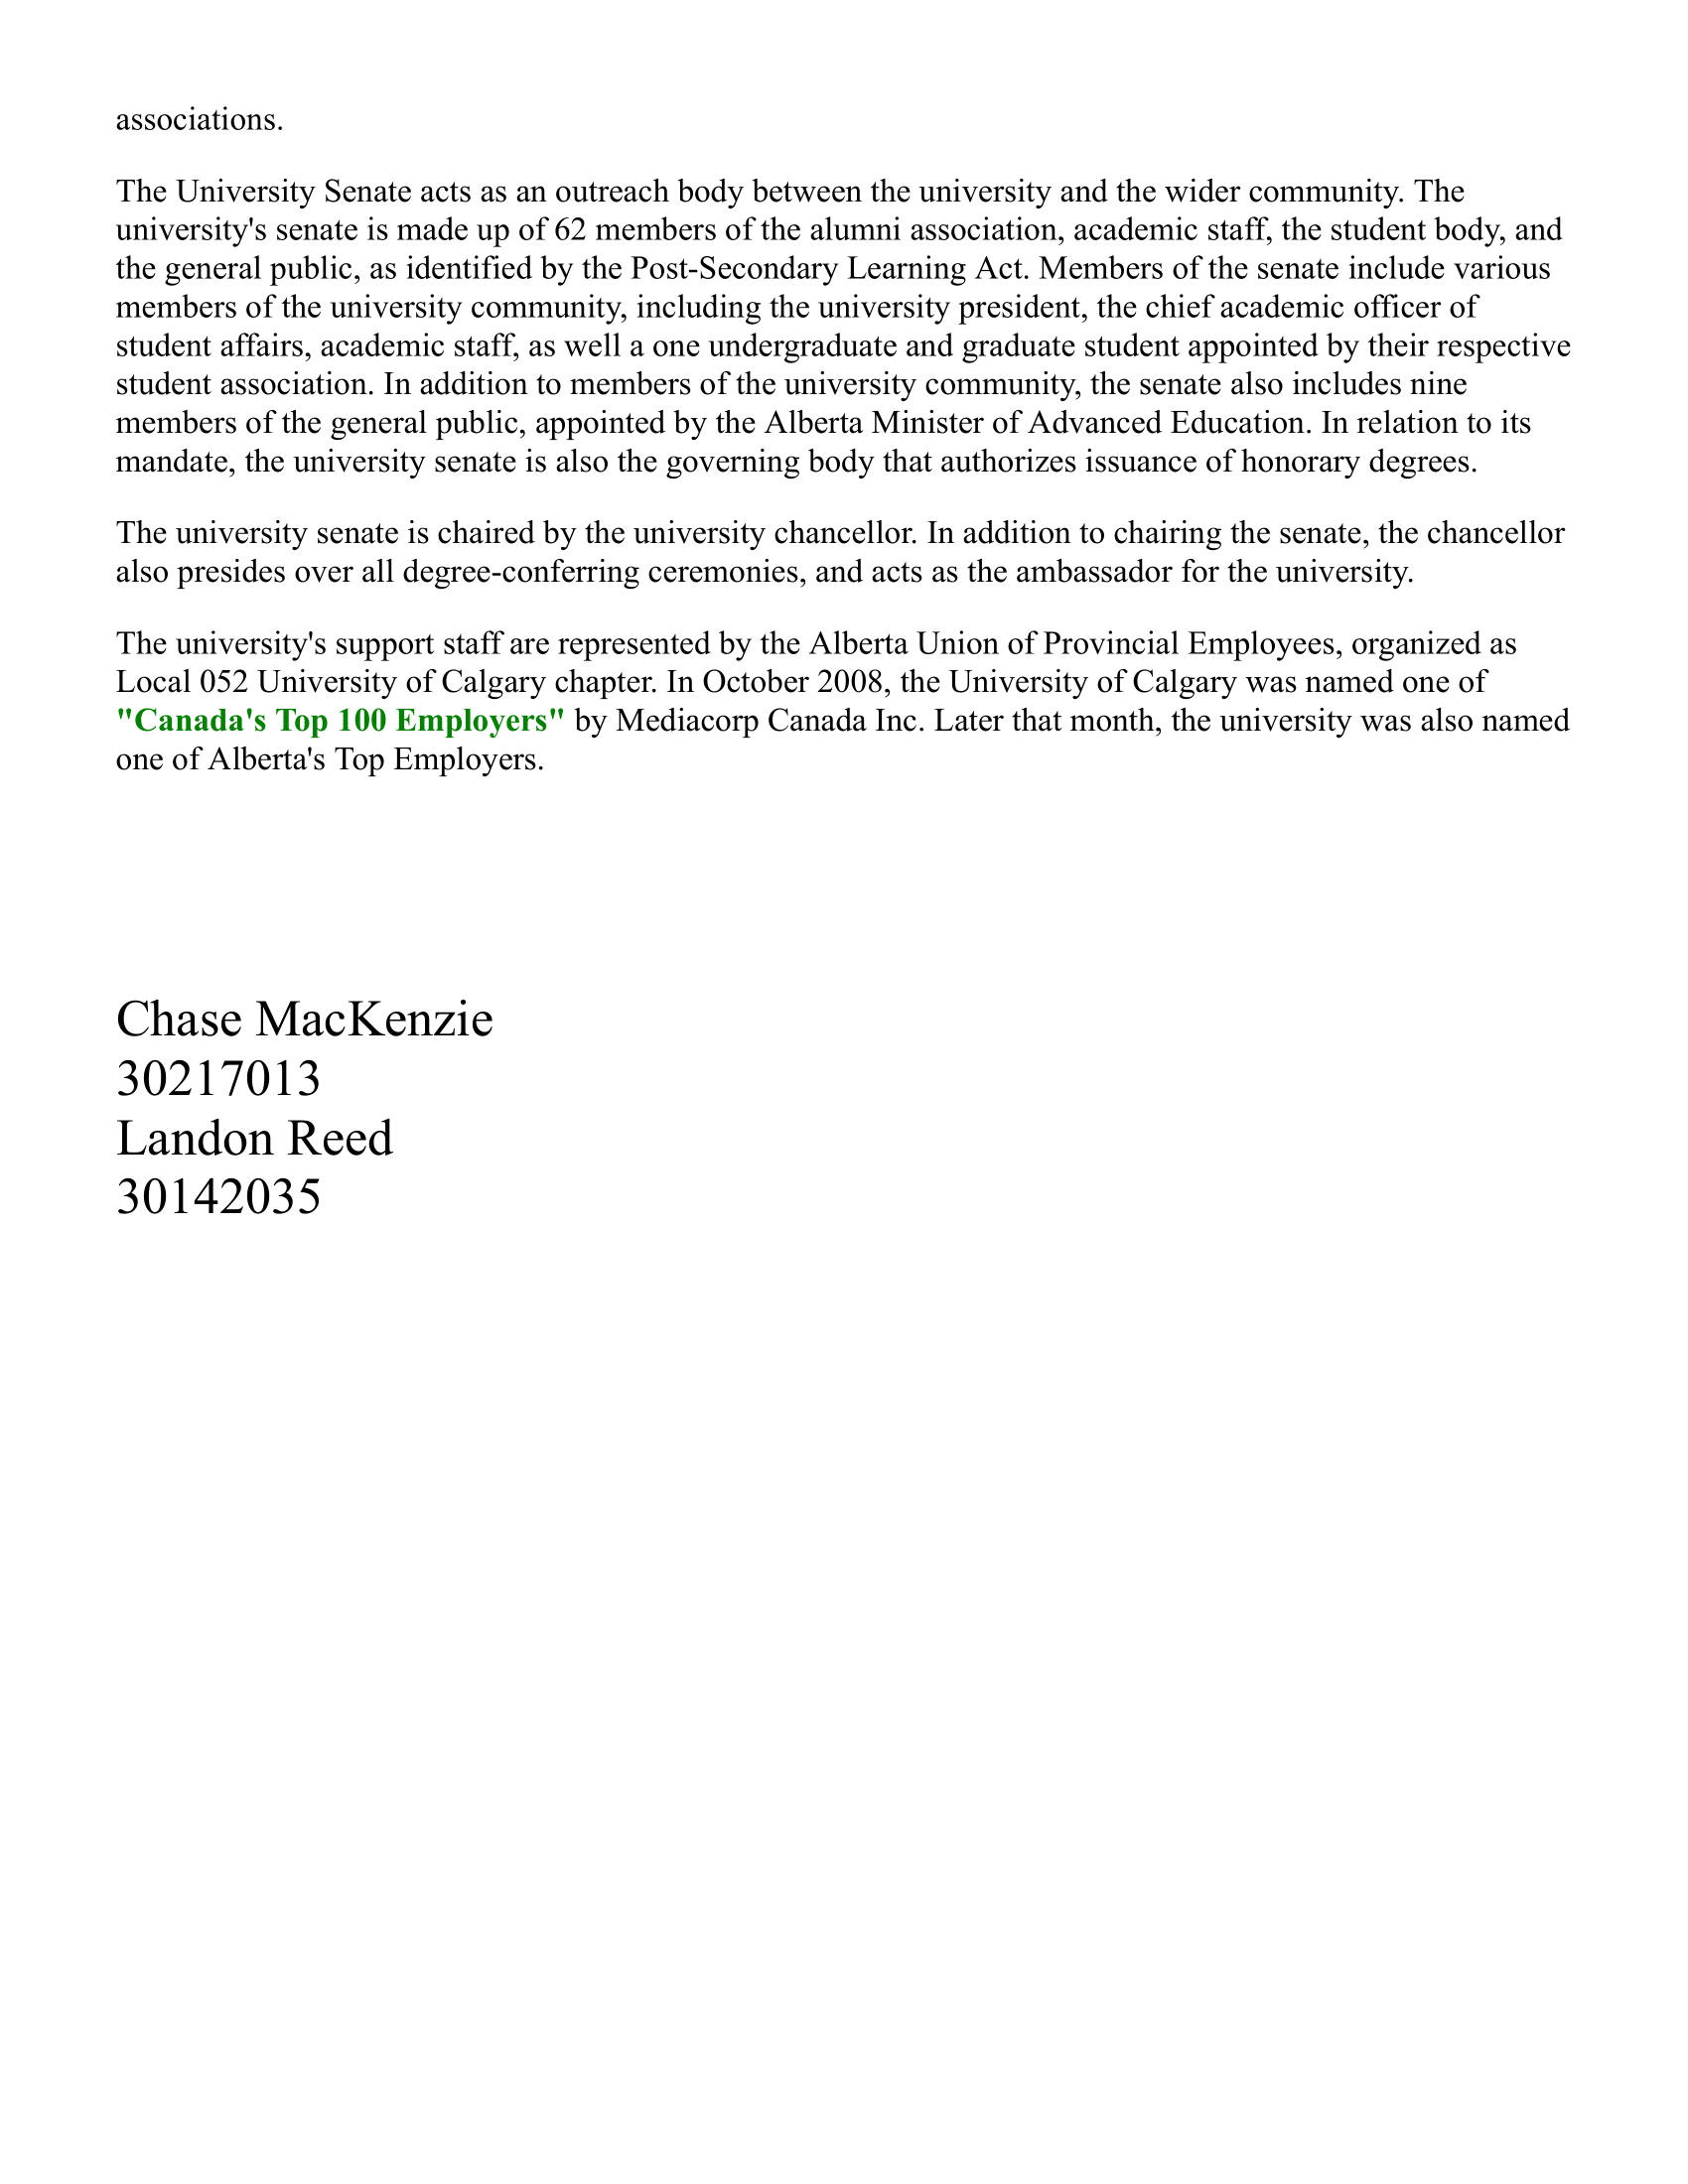 associations.
The University Senate acts as an outreach body between the university and the wider community. The
university's senate is made up of 62 members of the alumni association, academic staff, the student body, and
the general public, as identified by the Post-Secondary Learning Act. Members of the senate include various
members of the university community, including the university president, the chief academic officer of
student affairs, academic staff, as well a one undergraduate and graduate student appointed by their respective
student association. In addition to members of the university community, the senate also includes nine
members of the general public, appointed by the Alberta Minister of Advanced Education. In relation to its
mandate, the university senate is also the governing body that authorizes issuance of honorary degrees.
The university senate is chaired by the university chancellor. In addition to chairing the senate, the chancellor
also presides over all degree-conferring ceremonies, and acts as the ambassador for the university.
The university's support staff are represented by the Alberta Union of Provincial Employees, organized as
Local 052 University of Calgary chapter. In October 2008, the University of Calgary was named one of
"Canada's Top 100 Employers" by Mediacorp Canada Inc. Later that month, the university was also named
one of Alberta's Top Employers.
Chase MacKenzie
30217013
Landon Reed
30142035